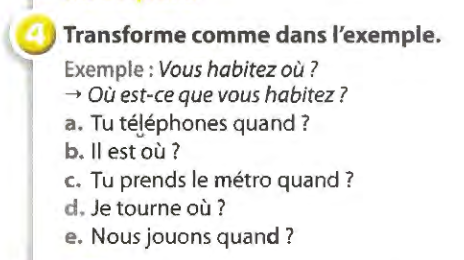 4 Transforme comme dans l'exemple.
Exemple : Vous habitez où ?
→ Où est-ce que vous habitez ?
a. Tu téléphones quand ?
b. Il est où ?
c. Tu prends le métro quand ?
d. Je tourne où ?
e. Nous jouons quand ?